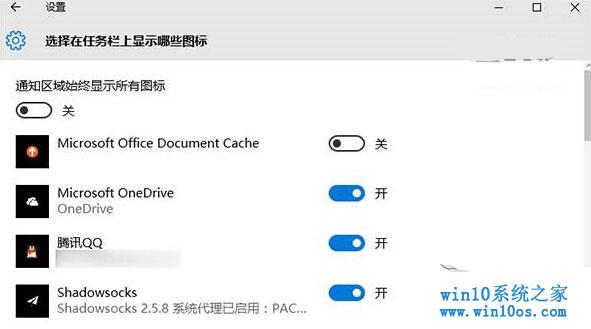 设置
选择在任务栏上显示哪些图标
通知区域始终显示所有图标
关
Microsoft Office Document Cache
关
Microsoft OneDrive
开
OneDrive
腾讯QQ
开
Shadowsocks
开
Shadowsocks 2.5.8 系统代理已启用：PAC...
win10系统之家
www.win10os.com